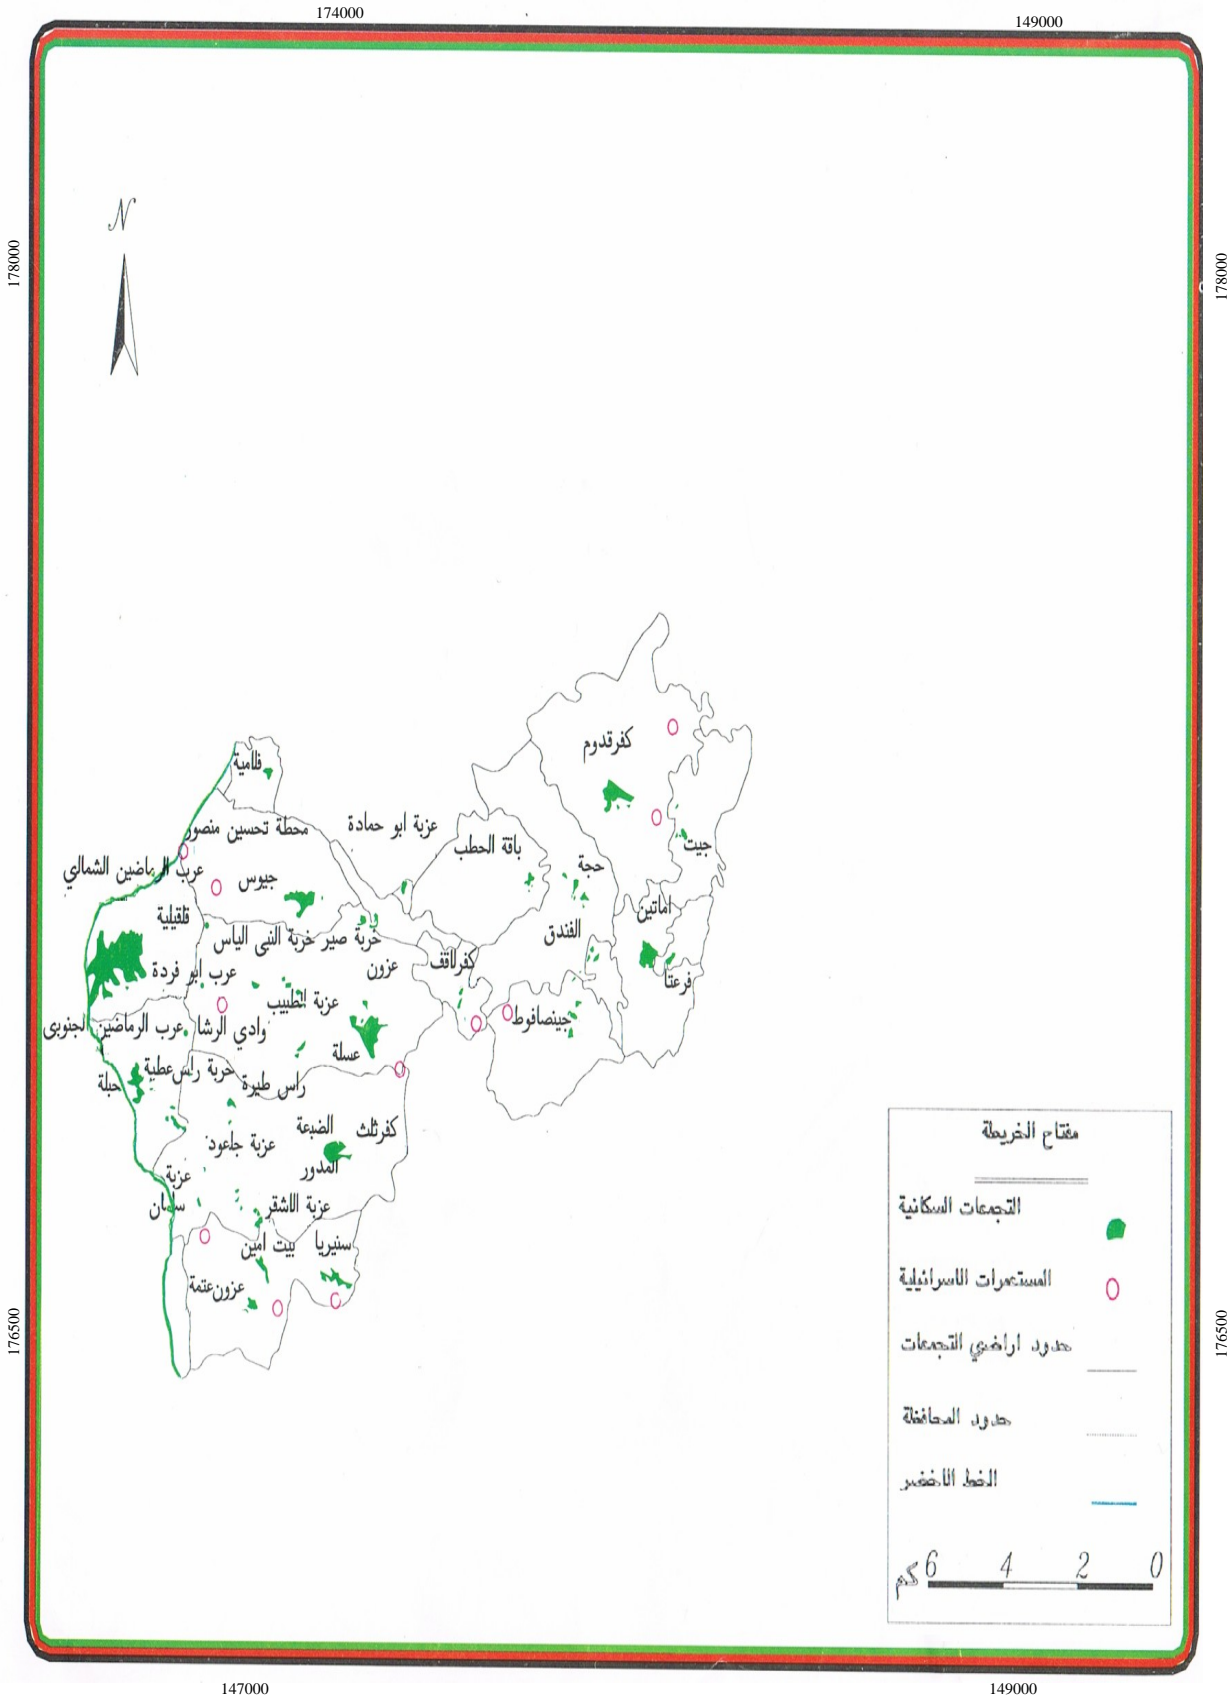 174000
149000
178000
178000
N
كفرقدوم
فلامية
محطة تحسين منصور
عزبة ابو حمادة
باقة الحطب
جيت
حجة
عرب الرماضين الشمالي
جيوس
اماتين
قلقيلية
الفندق
خربة صير
خربة النبي الياس
عزون
كفرلاقف
عرب ابو فردة
فرعتا
عزبة الطبيب
جينصافوط
عرب الرماضين الجنوبى
وادي الرشا
عسلة
حبلة
خربة راس عطية
راس طيرة
الضبعة
كفرثلث
عزبة جلعود
المدور
عزبة
سلمان
عزبة الاشقر
بيت امين
سنيريا
عزون عتمة
مفتاح الخريطة
التجمعات السكانية
المستعمرات الاسرائيلية
حدود اراضي التجمعات
حدود المحافظة
الخط الاخضر
6 4 2 0
كم
176500
176500
147000
149000